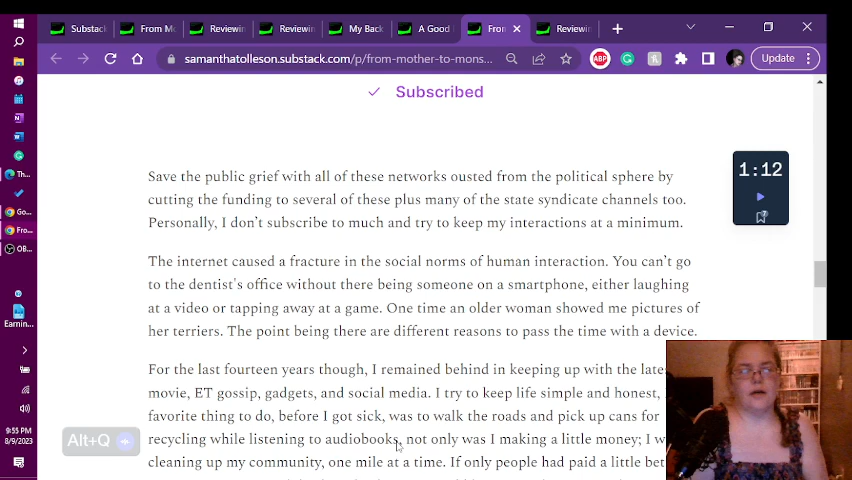 Substack
From Mo
Reviewin
Reviewin
My Back
A Good
Fron
Reviewin
samanthatolleson.substack.com/p/from-mother-to-mons...
ABP
Update
Subscribed
1:12
Save the public grief with all of these networks ousted from the political sphere by
cutting the funding to several of these plus many of the state syndicate channels too.
Personally, I don't subscribe to much and try to keep my interactions at a minimum.
The internet caused a fracture in the social norms of human interaction. You can't go
to the dentist's office without there being someone on a smartphone, either laughing
at a video or tapping away at a game. One time an older woman showed me pictures of
her terriers. The point being there are different reasons to pass the time with a device.
For the last fourteen years though, I remained behind in keeping up with the lates
movie, ET gossip, gadgets, and social media. I try to keep life simple and honest,
favorite thing to do, before I got sick, was to walk the roads and pick up cans for
recycling while listening to audiobooks, not only was I making a little money; I w
cleaning up my community, one mile at a time. If only people had paid a little bet
Alt+Q
Th...
Go...
Fro...
OB...
Earnin...
9:55 PM
8/9/2023